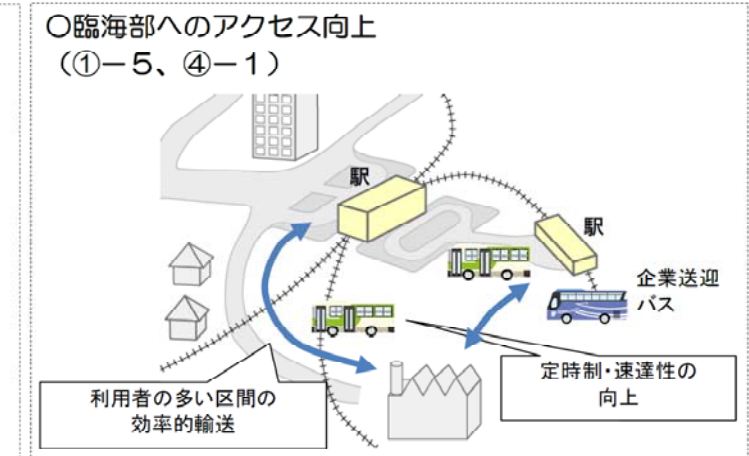 〇臨海部へのアクセス向上
（①－５、④－１）
駅
駅
企業送迎
バス
定時制・速達性の
向上
利用者の多い区間の
効率的輸送